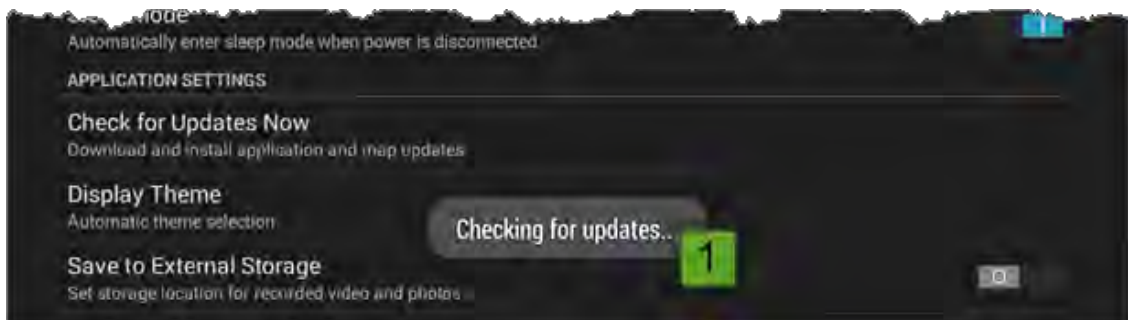 Mode
Automatically enter sleep mode when power is disconnected
APPLICATION SETTINGS
Check for Updates Now
Download and install application and map updates
Display Theme
Automatic theme selection
Checking for updates..
1
Save to External Storage
Set storage location for recorded video and photos